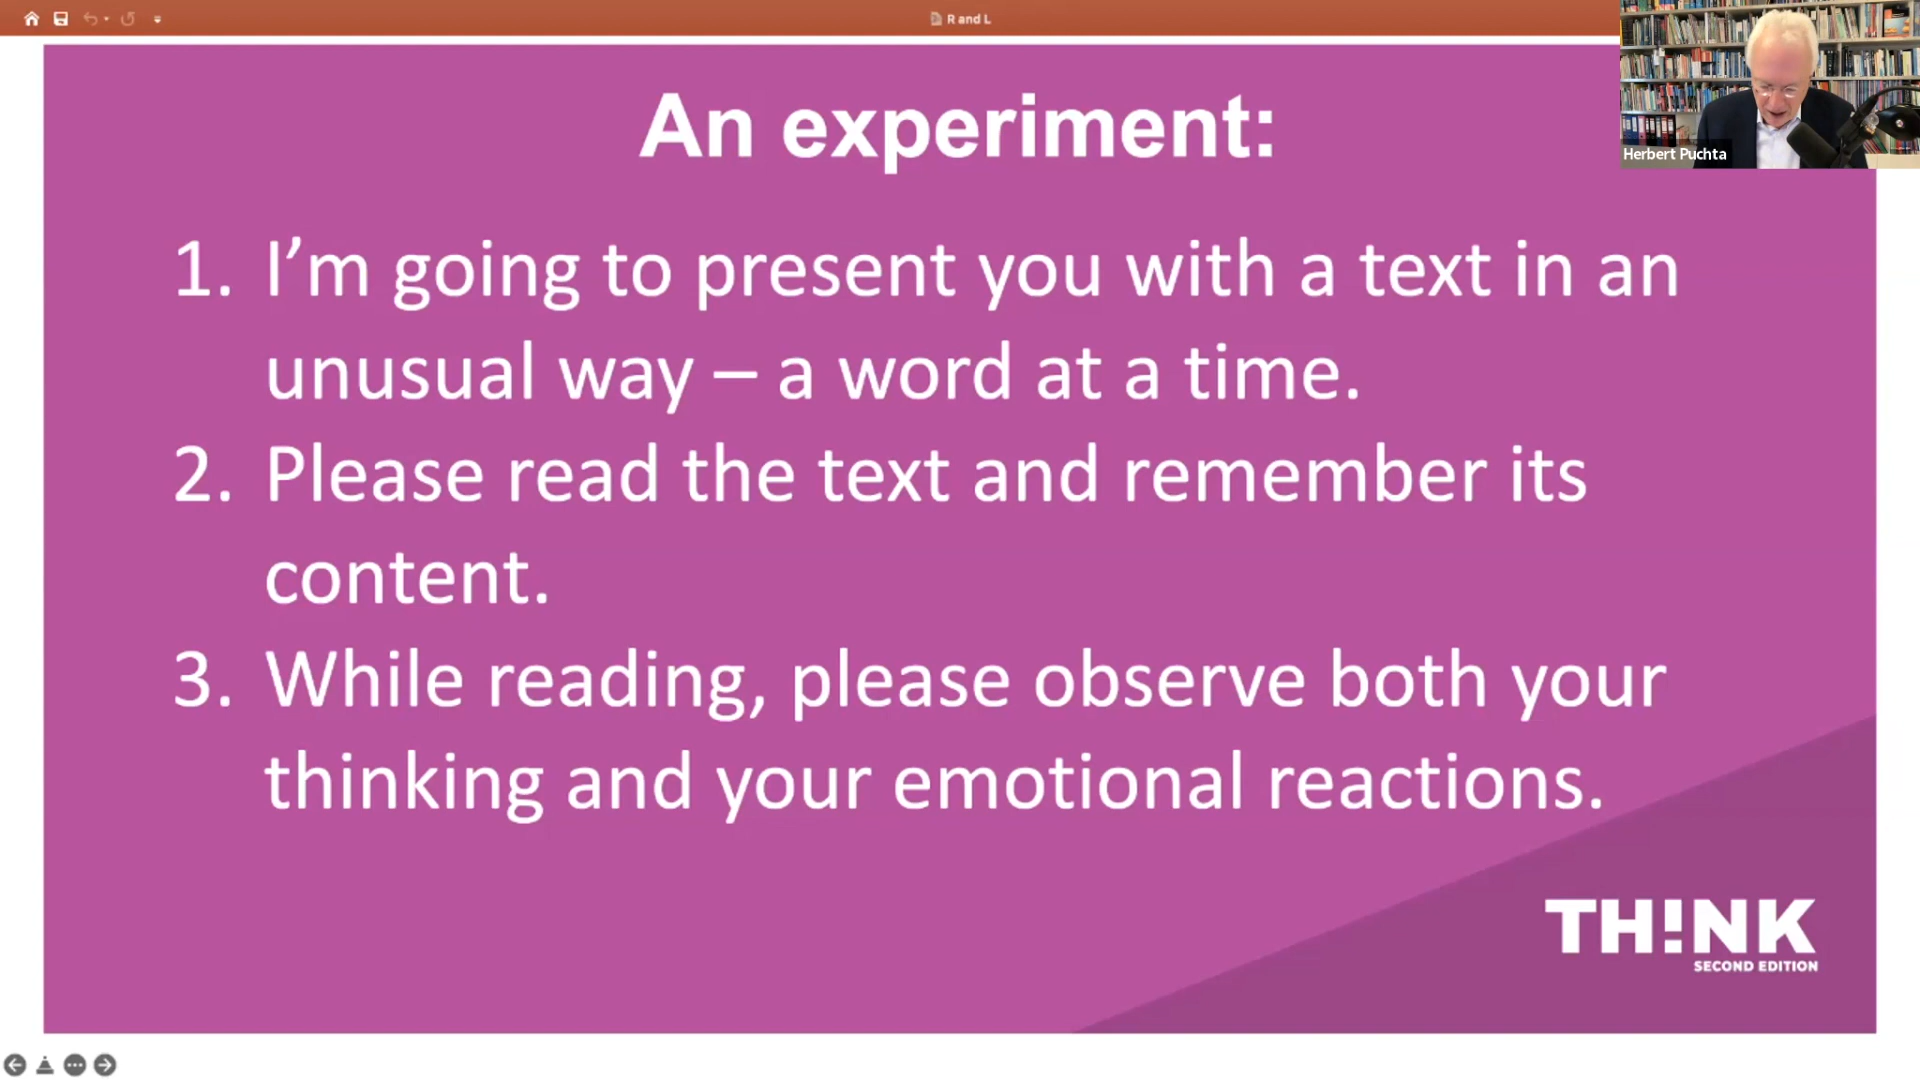 R and L
Herbert Puchta
An experiment:
1. I’m going to present you with a text in an
unusual way – a word at a time.
2. Please read the text and remember its
content.
3. While reading, please observe both your
thinking and your emotional reactions.
TH!NK
SECOND EDITION